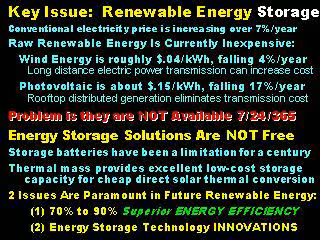 Key Issue: Renewable Energy Storage
Conventional electricity price is increasing over 7%/year
Raw Renewable Energy Is Currently Inexpensive:
Wind Energy is roughly $.04/kWh, falling 4%/year
Long distance electric power transmission can increase cost
Photovoltaic is about $.15/kWh, falling 17%/year
Rooftop distributed generation eliminates transmission cost
Problem is they are NOT Available 7/24/365
Energy Storage Solutions Are NOT Free
Storage batteries have been a limitation for a century
Thermal mass provides excellent low-cost storage
capacity for cheap direct solar thermal conversion
2 Issues Are Paramount in Future Renewable Energy:
(1) 70% to 90% Superior ENERGY EFFICIENCY
(2) Energy Storage Technology INNOVATIONS